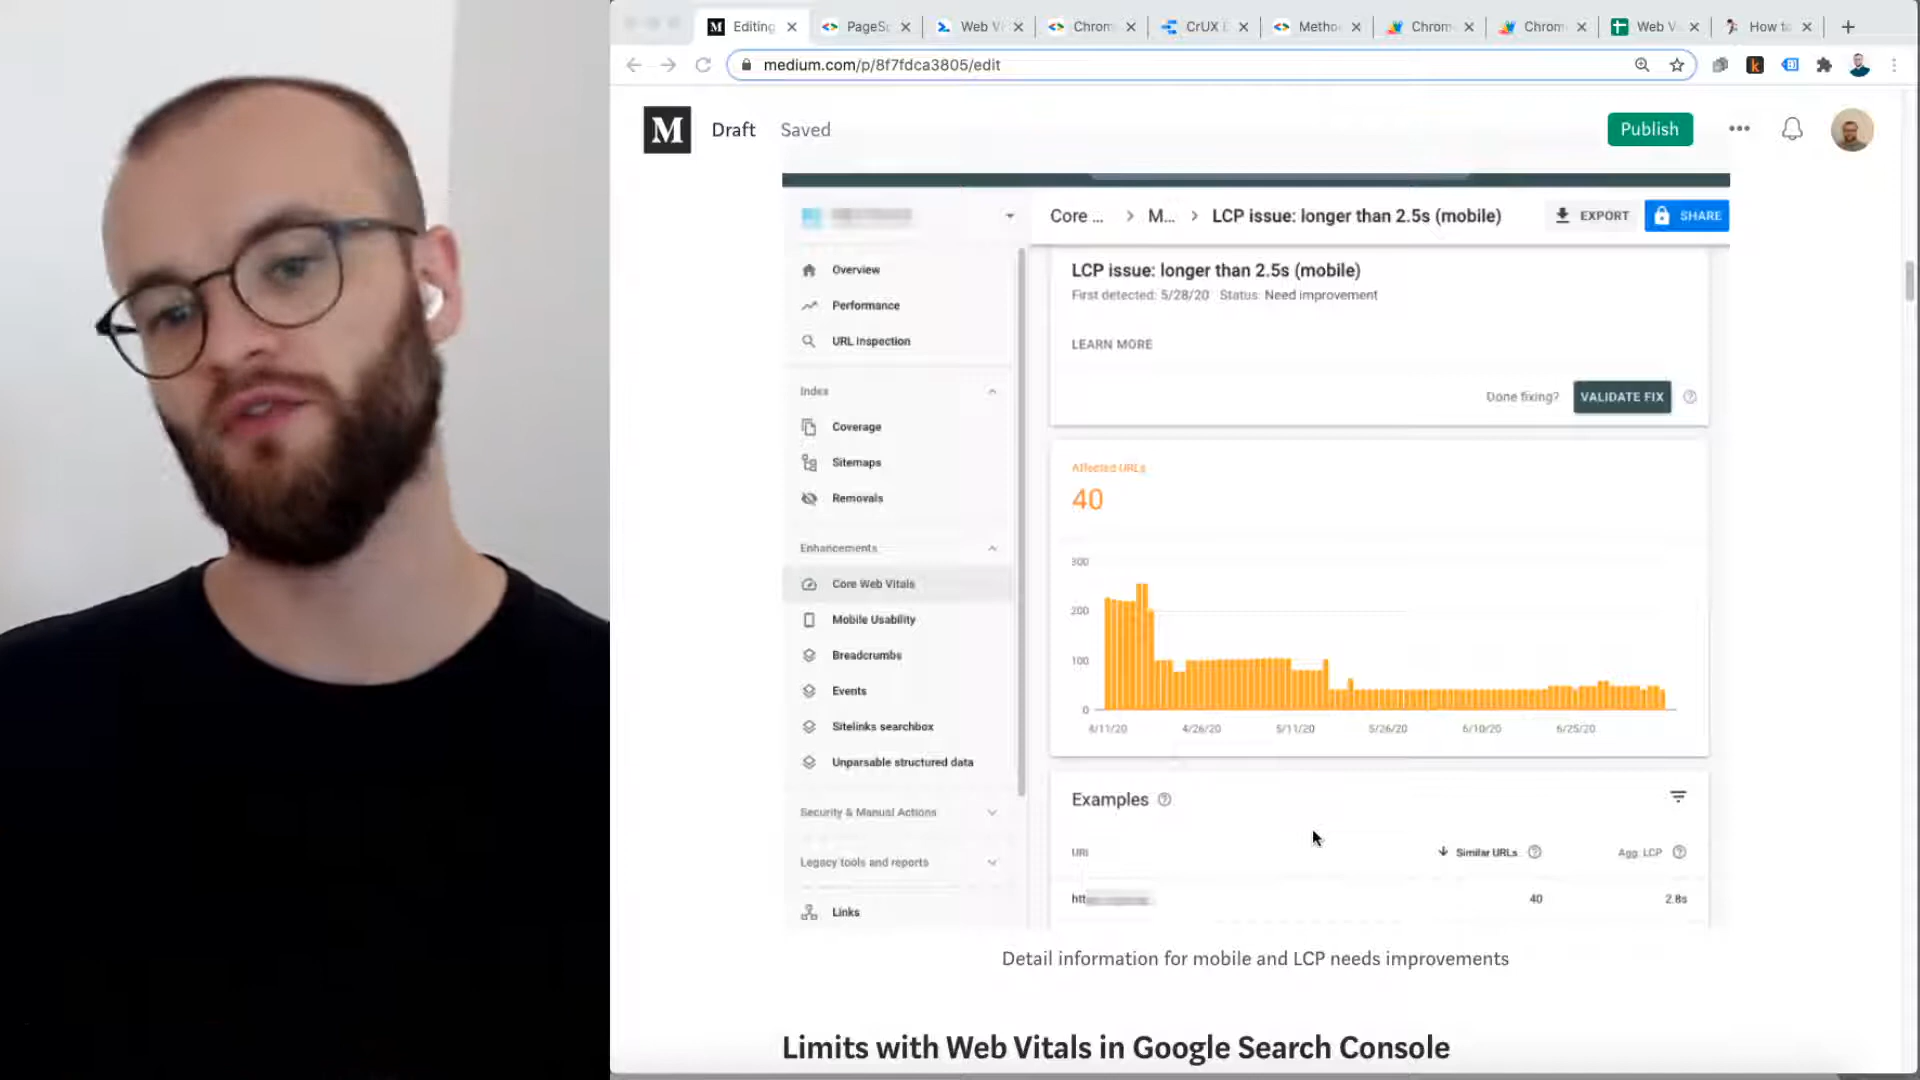 Editing
PageSp
Web Vi
Chrom
CrUX
Metho
Chrom
Chrom
Web V
How to
medium.com/p/8f7fdca3805/edit
M
Draft
Saved
Publish
Core ... > M... > LCP issue: longer than 2.5s (mobile)
EXPORT
SHARE
Overview
Performance
URL inspection
Index
Coverage
Sitemaps
Removals
Enhancements
Core Web Vitals
Mobile Usability
Breadcrumbs
Events
Sitelinks searchbox
Unparsable structured data
Security & Manual Actions
Legacy tools and reports
Links
LCP issue: longer than 2.5s (mobile)
First detected: 5/28/20 Status: Need improvement
LEARN MORE
Done fixing?
VALIDATE FIX
Affected URLs
40
300
200
100
0
4/11/20 4/26/20 5/11/20 5/26/20 6/10/20 6/25/20
Examples
URL
Similar URLs
Agg. LCP
htt
40
2.8s
Detail information for mobile and LCP needs improvements
Limits with Web Vitals in Google Search Console